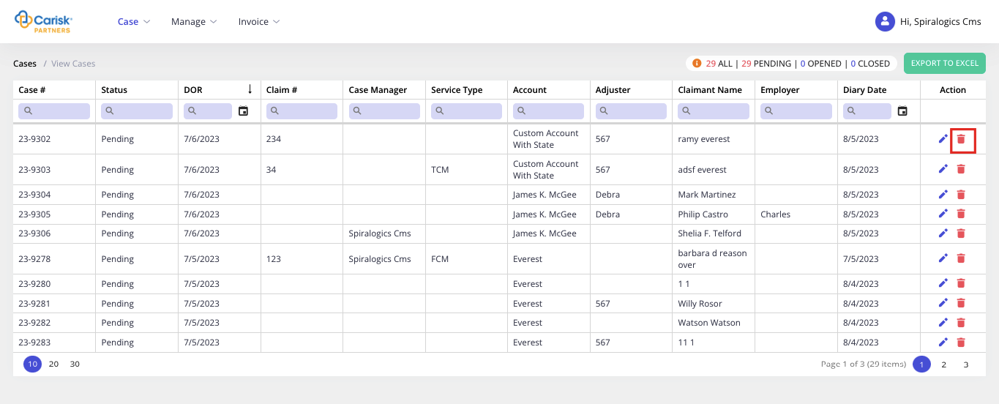 Carisk
PARTNERS
Case Manage Invoice Hi, Spiralogics Cms
Cases / View Cases 29 ALL | 29 PENDING | 0 OPENED | 0 CLOSED EXPORT TO EXCEL
Case # Status DOR Claim # Case Manager Service Type Account Adjuster Claimant Name Employer Diary Date Action
23-9302 Pending 7/6/2023 234 Custom Account With State 567 ramy everest 8/5/2023
23-9303 Pending 7/6/2023 34 TCM Custom Account With State 567 adsf everest 8/5/2023
23-9304 Pending 7/6/2023 James K. McGee Debra Mark Martinez 8/5/2023
23-9305 Pending 7/6/2023 James K. McGee Debra Philip Castro Charles 8/5/2023
23-9306 Pending 7/6/2023 Spiralogics Cms James K. McGee Shelia F. Telford 8/5/2023
23-9278 Pending 7/5/2023 123 Spiralogics Cms FCM Everest barbara d reason over 7/5/2023
23-9280 Pending 7/5/2023 Everest 1 1 8/4/2023
23-9281 Pending 7/5/2023 Everest 567 Willy Rosor 8/4/2023
23-9282 Pending 7/5/2023 Everest Watson Watson 8/4/2023
23-9283 Pending 7/5/2023 Everest 567 11 1 8/4/2023
10 20 30 Page 1 of 3 (29 items) 1 2 3